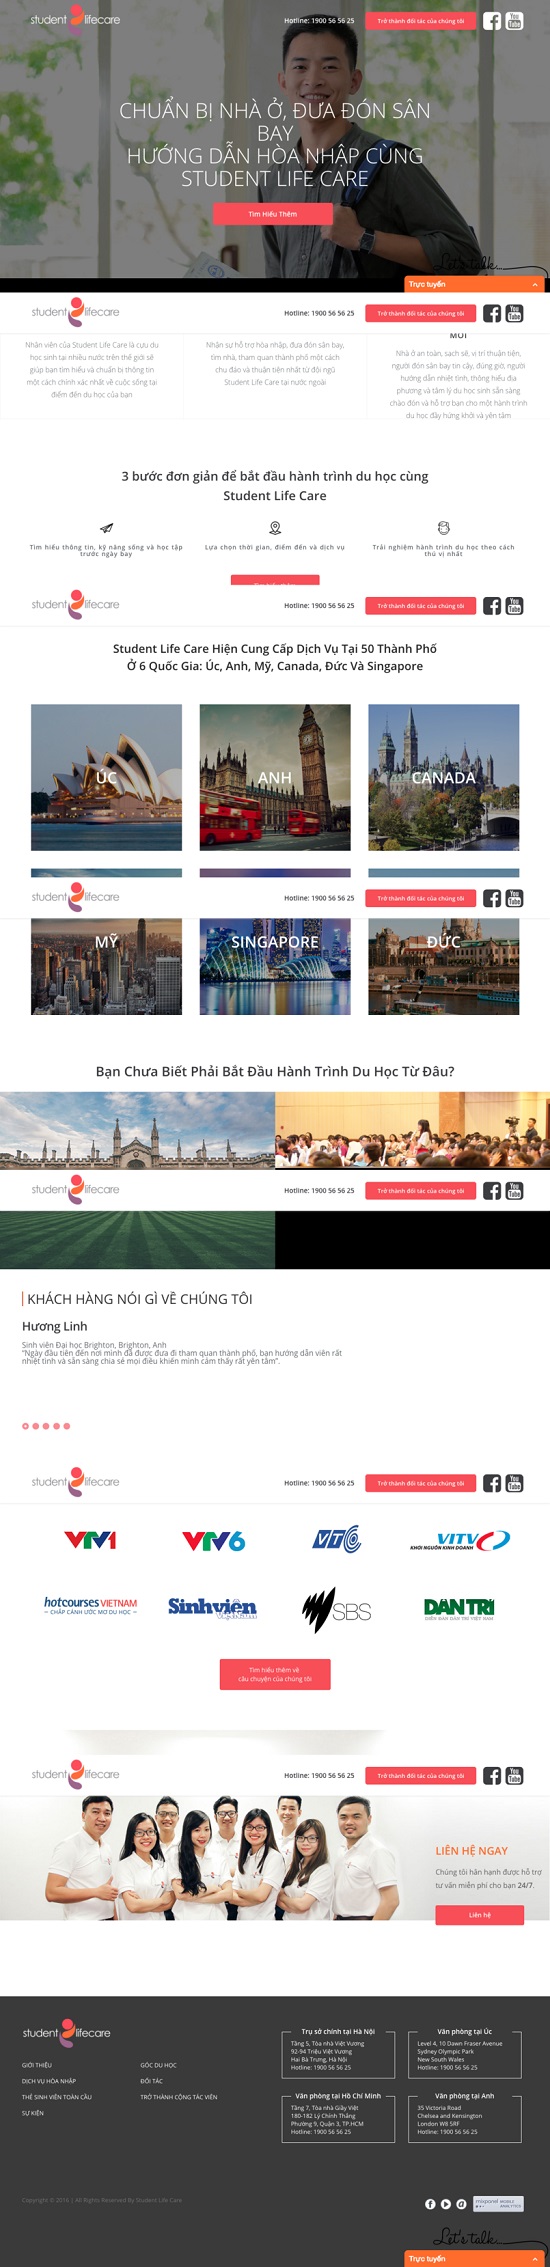 student lifecare
Hotline: 1900 56 56 25
Trở thành đối tác của chúng tôi
You
Tube
CHUẨN BỊ NHÀ Ở, ĐƯA ĐÓN SÂN
BAY
HƯỚNG DẪN HÒA NHẬP CÙNG
STUDENT LIFE CARE
Tìm Hiểu Thêm
Let's talk...
Trực tuyến
student lifecare
Hotline: 1900 56 56 25
Trở thành đối tác của chúng tôi
You
Tube
Nhân viên của Student Life Care là cựu du
học sinh tại nhiều nước trên thế giới sẽ
giúp bạn tìm hiểu và chuẩn bị thông tin
một cách chính xác nhất về cuộc sống tại
điểm đến du học của bạn
Nhận sự hỗ trợ hòa nhập, đưa đón sân bay,
tìm nhà, tham quan thành phố một cách
chu đáo và thuận tiện nhất từ đội ngũ
Student Life Care tại nước ngoài
Nhà ở an toàn, sạch sẽ, vị trí thuận tiện,
người đón sân bay tin cậy, đúng giờ, người
hướng dẫn nhiệt tình, thông hiểu địa
phương và tâm lý du học sinh sẵn sàng
chào đón và hỗ trợ bạn cho một hành trình
du học đầy hứng khởi và yên tâm
3 bước đơn giản để bắt đầu hành trình du học cùng
Student Life Care
Tìm hiểu thông tin, kỹ năng sống và học tập
trước ngày bay
Lựa chọn thời gian, điểm đến và dịch vụ
Trải nghiệm hành trình du học theo cách
thú vị nhất
Tìm hiểu thêm
student lifecare
Hotline: 1900 56 56 25
Trở thành đối tác của chúng tôi
You
Tube
Student Life Care Hiện Cung Cấp Dịch Vụ Tại 50 Thành Phố
Ở 6 Quốc Gia: Úc, Anh, Mỹ, Canada, Đức Và Singapore
ÚC
ANH
CANADA
student lifecare
Hotline: 1900 56 56 25
Trở thành đối tác của chúng tôi
You
Tube
MỸ
SINGAPORE
ĐỨC
Bạn Chưa Biết Phải Bắt Đầu Hành Trình Du Học Từ Đâu?
student lifecare
Hotline: 1900 56 56 25
Trở thành đối tác của chúng tôi
You
Tube
KHÁCH HÀNG NÓI GÌ VỀ CHÚNG TÔI
Hương Linh
Sinh viên Đại học Brighton, Brighton, Anh
"Ngày đầu tiên đến nơi mình đã được đưa đi tham quan thành phố, bạn hướng dẫn viên rất
nhiệt tình và sẵn sàng chia sẻ mọi điều khiến mình cảm thấy rất yên tâm".
student lifecare
Hotline: 1900 56 56 25
Trở thành đối tác của chúng tôi
You
Tube
VTV1
VTV6
VTC
VITV
KHƠI NGUỒN KINH DOANH
hotcourses VIETNAM
CHẮP CÁNH ƯỚC MƠ DU HỌC
Sinh viên
VIỆT NAM
SBS
DÂN TRÍ
DIỄN ĐÀN DÂN TRÍ VIỆT NAM
Tìm hiểu thêm về
câu chuyện của chúng tôi
student lifecare
Hotline: 1900 56 56 25
Trở thành đối tác của chúng tôi
You
Tube
LIÊN HỆ NGAY
Chúng tôi hân hạnh được hỗ trợ
tư vấn miễn phí cho bạn 24/7.
Liên hệ
student lifecare
GIỚI THIỆU
DỊCH VỤ HÒA NHẬP
THẺ SINH VIÊN TOÀN CẦU
SỰ KIỆN
GÓC DU HỌC
ĐỐI TÁC
TRỞ THÀNH CỘNG TÁC VIÊN
Trụ sở chính tại Hà Nội
Tầng 5, Tòa nhà Việt Vương
92-94 Triệu Việt Vương
Hai Bà Trưng, Hà Nội
Hotline: 1900 56 56 25
Văn phòng tại Úc
Level 4, 10 Dawn Fraser Avenue
Sydney Olympic Park
New South Wales
Hotline: 1900 56 56 25
Văn phòng tại Hồ Chí Minh
Tầng 7, Tòa nhà Giầy Việt
180-182 Lý Chính Thắng
Phường 9, Quận 3, TP.HCM
Hotline: 1900 56 56 25
Văn phòng tại Anh
35 Victoria Road
Chelsea and Kensington
London W8 5RF
Hotline: 1900 56 56 25
Copyright © 2016 | All Rights Reserved By Student Life Care
mixpanel MOBILE
ANALYTICS
Let's talk...
Trực tuyến